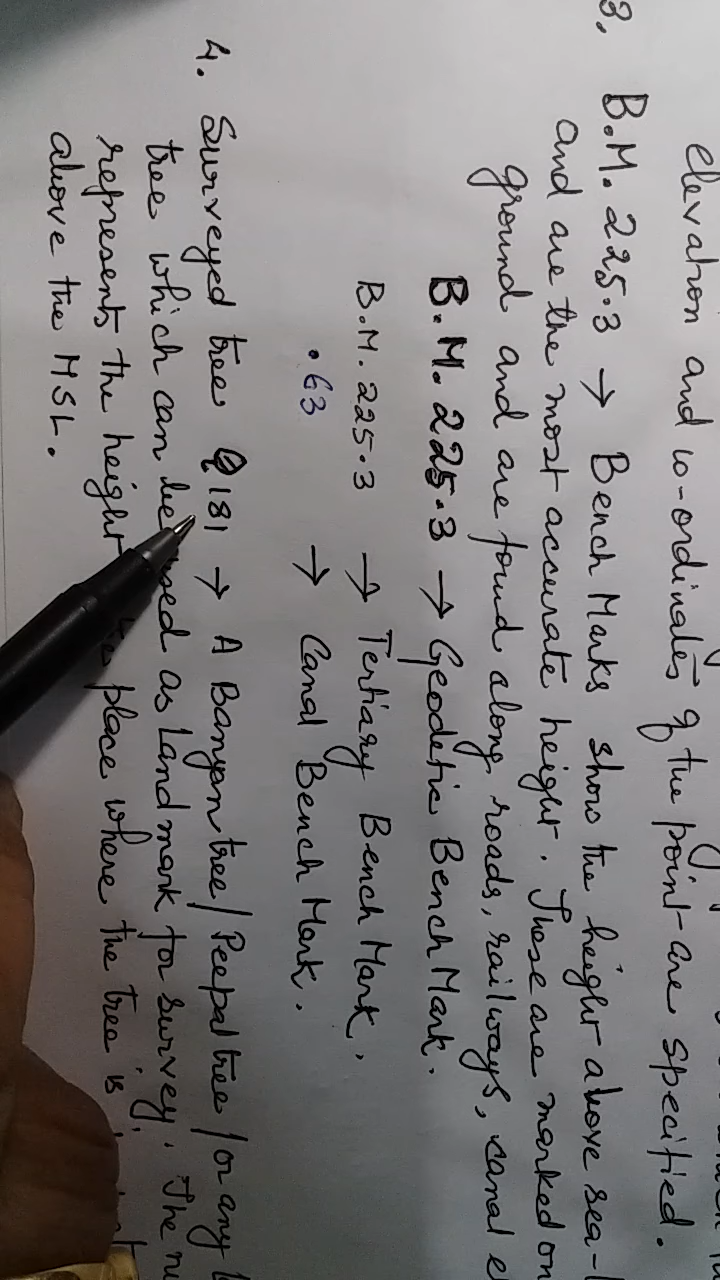 elevation and co-ordinates of the point are specified.
3. B.M. 225.3 → Bench Marks show the height above sea-
and are the most accurate height. These are marked on
ground and are found along roads, railways, canal
B.M. 225.3 → Geodetic Bench Mark.
B.M. 225.3 → Tertiary Bench Mark.
.63 → Canal Bench Mark.
4. Surveyed tree 181 → A Banyan tree/Peepal tree/or any
tree which can be used as Land mark for survey. The
represents the height place where the tree is
above the MSL.